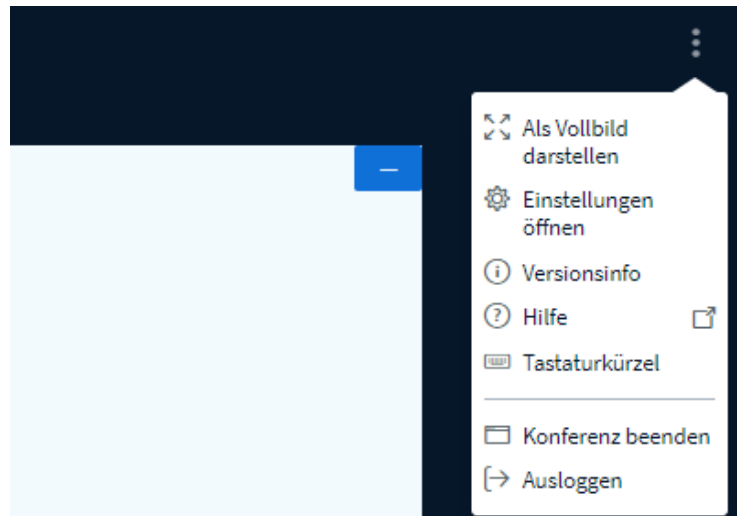 Als Vollbild
darstellen
Einstellungen
öffnen
Versionsinfo
Hilfe
Tastaturkürzel
Konferenz beenden
Ausloggen